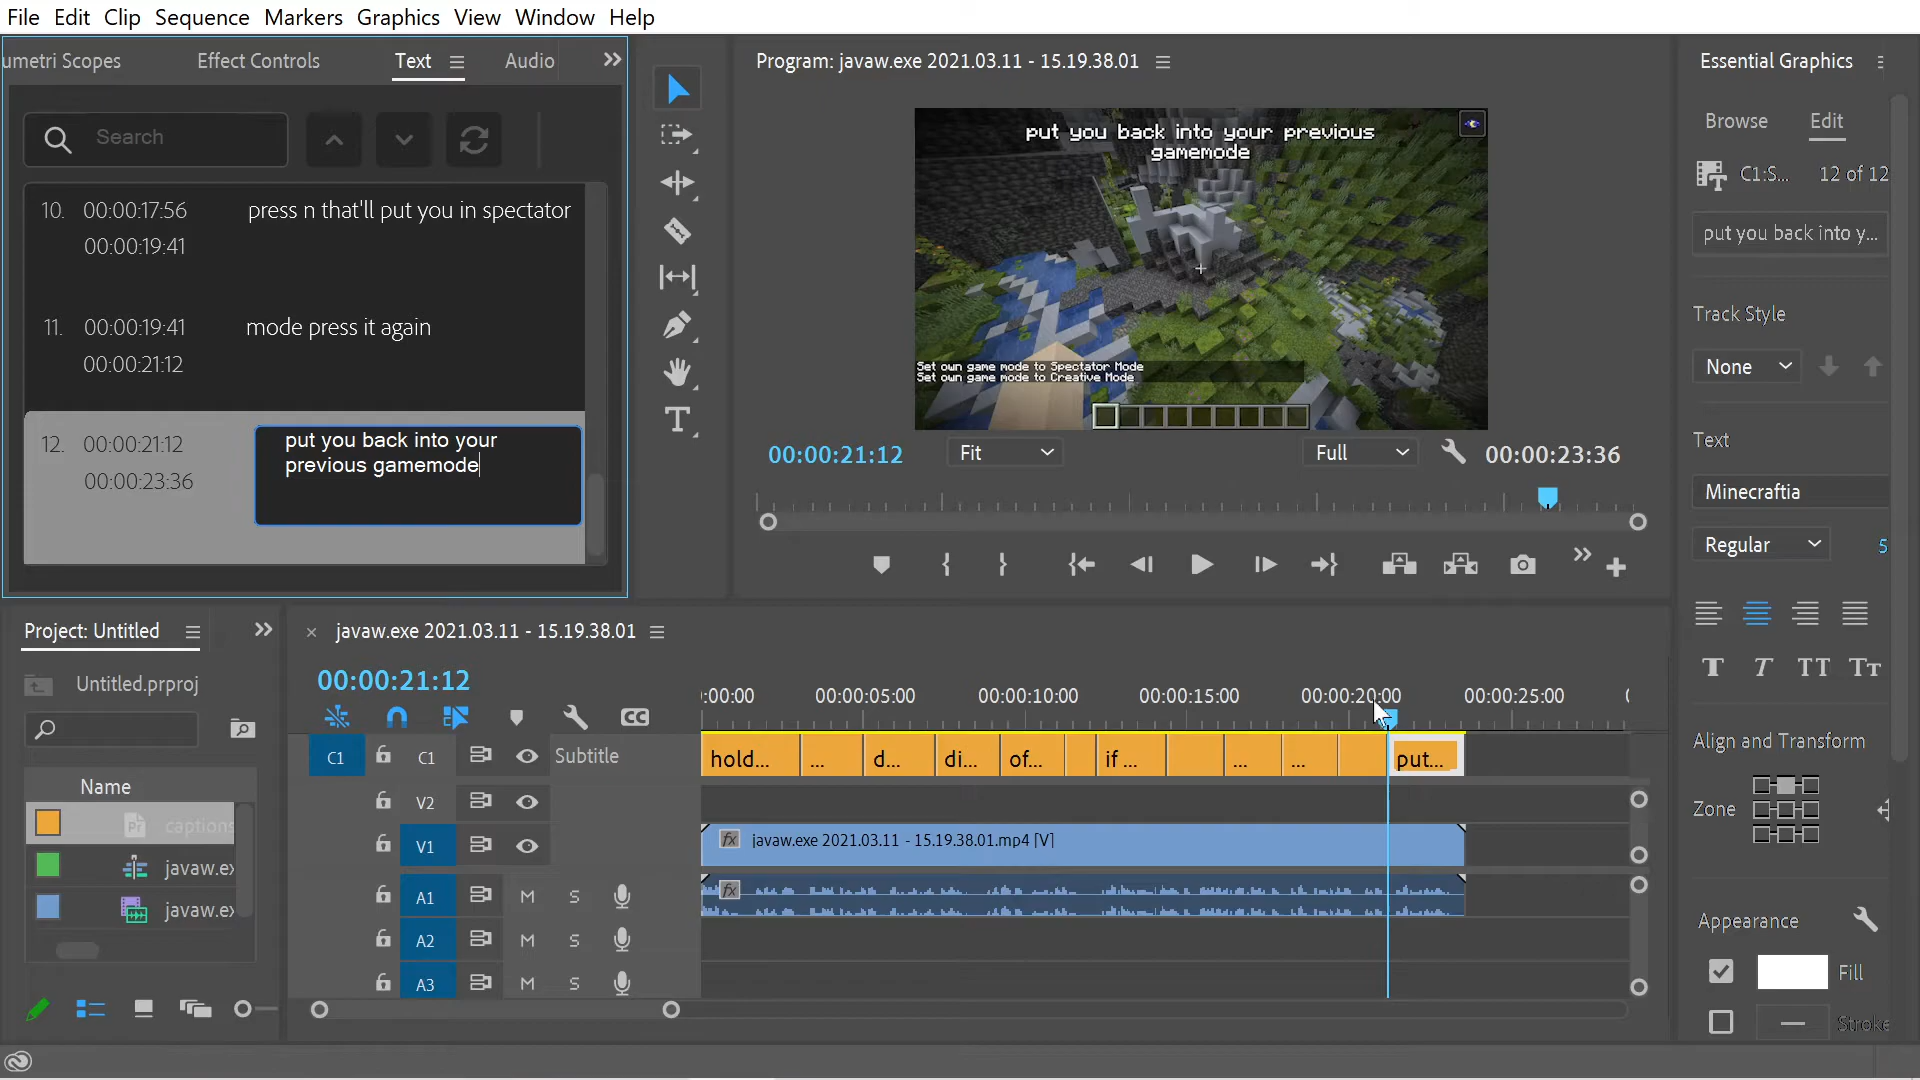 File Edit Clip Sequence Markers Graphics View Window Help
umetri Scopes Effect Controls Text Audio
Search
10. 00:00:17:56 press n that'll put you in spectator
00:00:19:41
11. 00:00:19:41 mode press it again
00:00:21:12
12. 00:00:21:12 put you back into your
00:00:23:36 previous gamemode
T
Program: javaw.exe 2021.03.11 - 15.19.38.01
put you back into your previous
gamemode
Set own game mode to Spectator Mode
Set own game mode to Creative Mode
00:00:21:12 Fit Full 00:00:23:36
Essential Graphics
Browse Edit
C1:S... 12 of 12
put you back into y...
Track Style
None
Text
Minecraftia
Regular 5
T T TT TT
Align and Transform
Zone
Appearance
Fill
Stroke
Project: Untitled
Untitled.prproj
Name
captions
javaw.ex
javaw.ex
× javaw.exe 2021.03.11 - 15.19.38.01
00:00:21:12
:00:00 00:00:05:00 00:00:10:00 00:00:15:00 00:00:20:00 00:00:25:00
CC
C1 C1 Subtitle hold... ... d... di... of... if ... ... ... put...
V2
V1 fx javaw.exe 2021.03.11 - 15.19.38.01.mp4 [V]
A1 M S fx
A2 M S
A3 M S